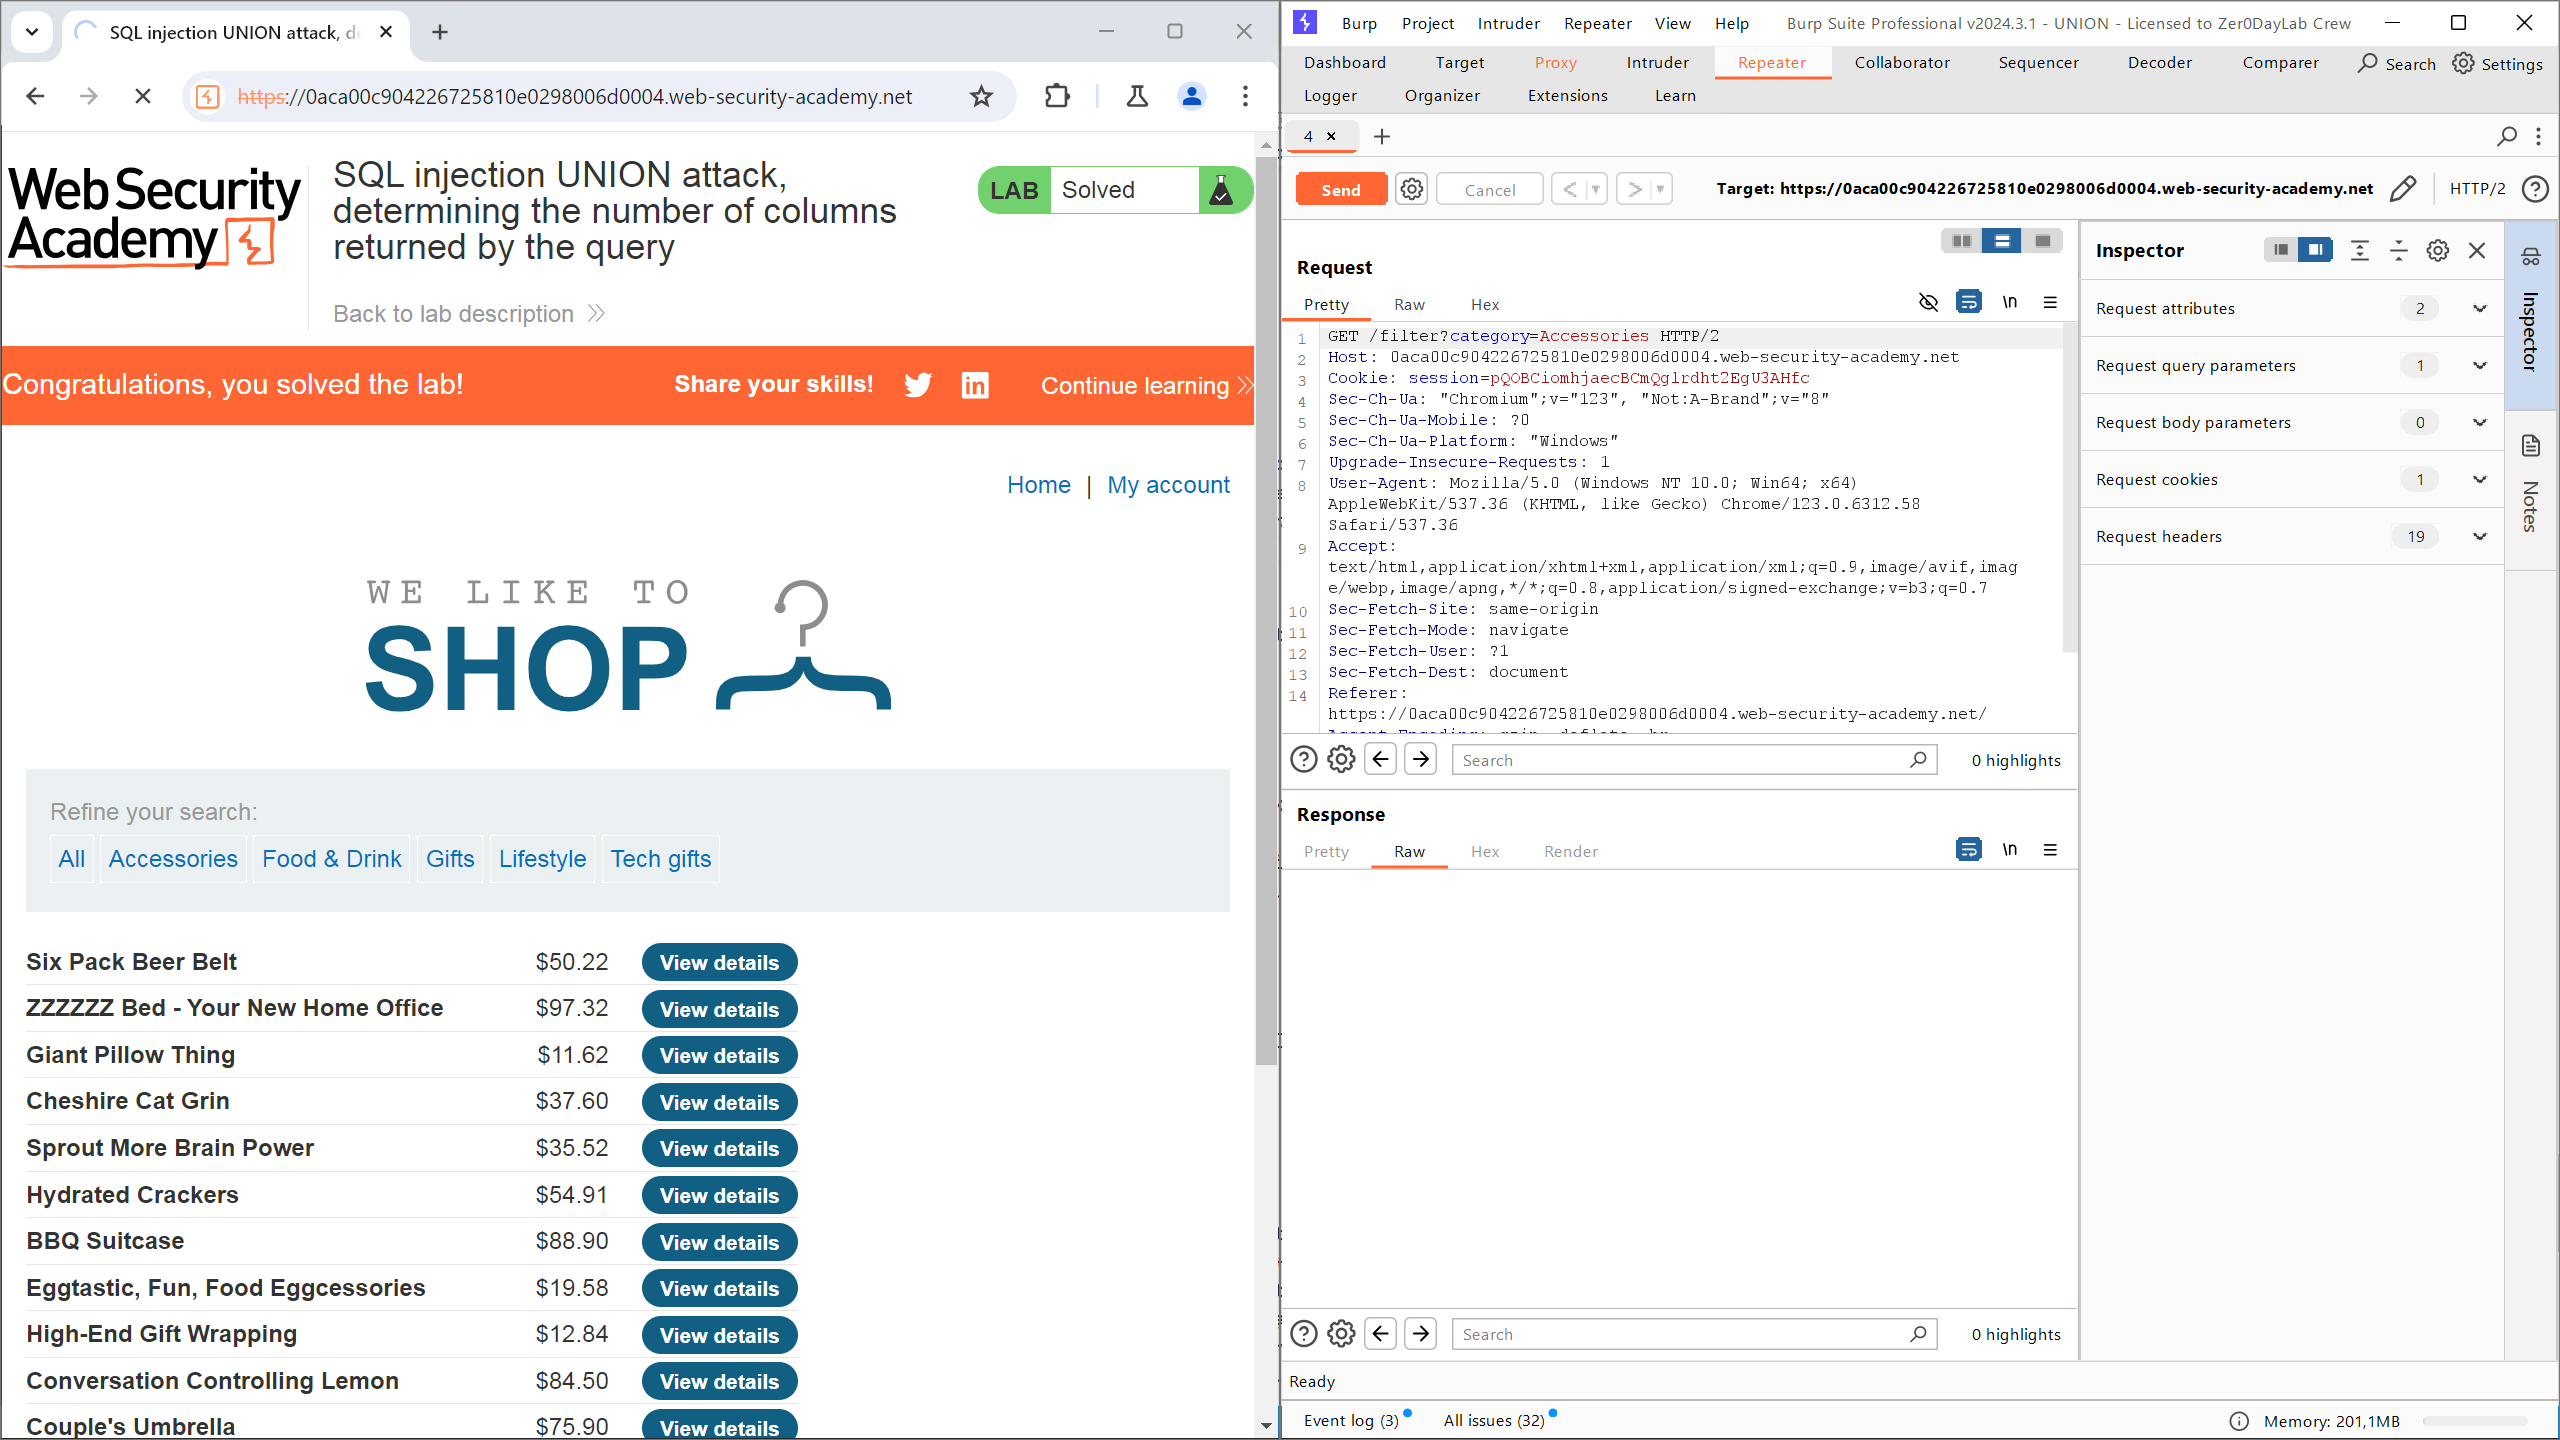 SQL injection UNION attack, de
https://0aca00c904226725810e0298006d0004.web-security-academy.net
Web Security
Academy
SQL injection UNION attack,
determining the number of columns
returned by the query
Back to lab description
LAB Solved
Congratulations, you solved the lab!
Share your skills!
Continue learning
Home | My account
WE LIKE TO
SHOP
Refine your search:
All Accessories Food & Drink Gifts Lifestyle Tech gifts
Six Pack Beer Belt $50.22 View details
ZZZZZZ Bed - Your New Home Office $97.32 View details
Giant Pillow Thing $11.62 View details
Cheshire Cat Grin $37.60 View details
Sprout More Brain Power $35.52 View details
Hydrated Crackers $54.91 View details
BBQ Suitcase $88.90 View details
Eggtastic, Fun, Food Eggcessories $19.58 View details
High-End Gift Wrapping $12.84 View details
Conversation Controlling Lemon $84.50 View details
Couple's Umbrella $75.90 View details
Burp Project Intruder Repeater View Help Burp Suite Professional v2024.3.1 - UNION - Licensed to Zer0DayLab Crew
Dashboard Target Proxy Intruder Repeater Collaborator Sequencer Decoder Comparer Search Settings
Logger Organizer Extensions Learn
4
Send Cancel < > Target: https://0aca00c904226725810e0298006d0004.web-security-academy.net HTTP/2
Request
Pretty Raw Hex \n
1 GET /filter?category=Accessories HTTP/2
2 Host: 0aca00c904226725810e0298006d0004.web-security-academy.net
3 Cookie: session=pQOBCiomhjaecBCmQglrdht2EgU3AHfc
4 Sec-Ch-Ua: "Chromium";v="123", "Not:A-Brand";v="8"
5 Sec-Ch-Ua-Mobile: ?0
6 Sec-Ch-Ua-Platform: "Windows"
7 Upgrade-Insecure-Requests: 1
8 User-Agent: Mozilla/5.0 (Windows NT 10.0; Win64; x64)
AppleWebKit/537.36 (KHTML, like Gecko) Chrome/123.0.6312.58
Safari/537.36
9 Accept:
text/html,application/xhtml+xml,application/xml;q=0.9,image/avif,imag
e/webp,image/apng,*/*;q=0.8,application/signed-exchange;v=b3;q=0.7
10 Sec-Fetch-Site: same-origin
11 Sec-Fetch-Mode: navigate
12 Sec-Fetch-User: ?1
13 Sec-Fetch-Dest: document
14 Referer:
https://0aca00c904226725810e0298006d0004.web-security-academy.net/
Search 0 highlights
Response
Pretty Raw Hex Render \n
Search 0 highlights
Inspector
Request attributes 2
Request query parameters 1
Request body parameters 0
Request cookies 1
Request headers 19
Inspector
Notes
Ready
Event log (3) All issues (32) Memory: 201,1MB